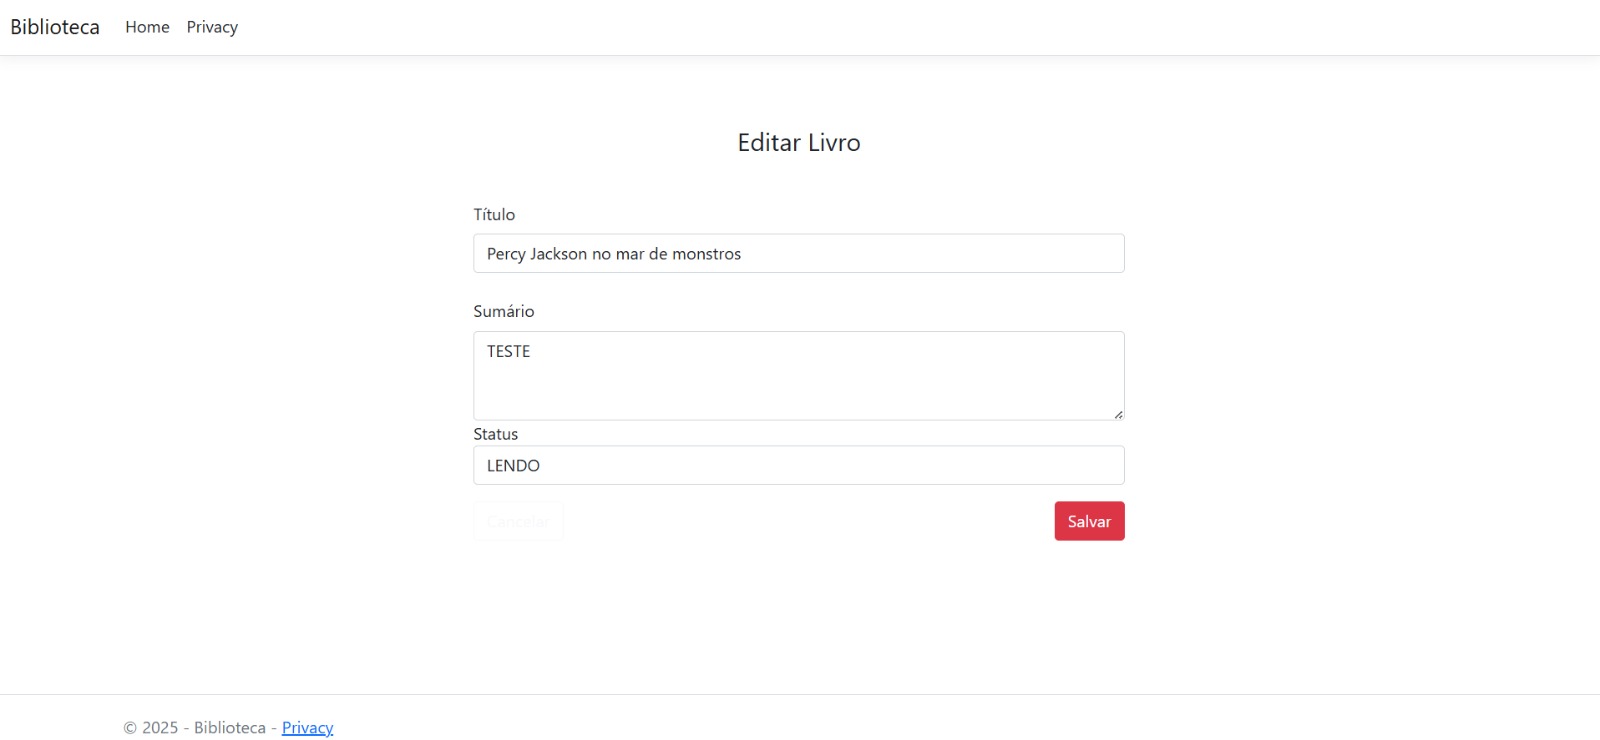 Biblioteca Home Privacy
Editar Livro
Título
Percy Jackson no mar de monstros
Sumário
TESTE
Status
LENDO
Cancelar Salvar
© 2025 - Biblioteca - Privacy